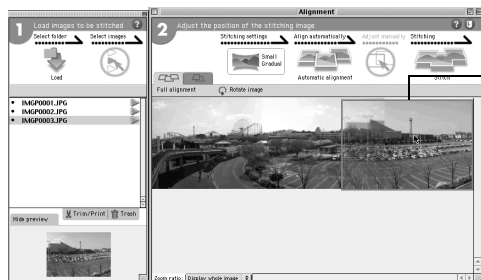 1 Load images to be stitched ?
Select folder Select images
Load
• IMGP0001.JPG
• IMGP0002.JPG
• IMGP0003.JPG
Hide preview Trim/Print Trash
Alignment
2 Adjust the position of the stitching image ?
Stitching settings Align automatically Adjust manually Stitching
Small
Gradual
Automatic alignment Stitch
Full alignment Rotate image
Zoom ratio: Display whole image